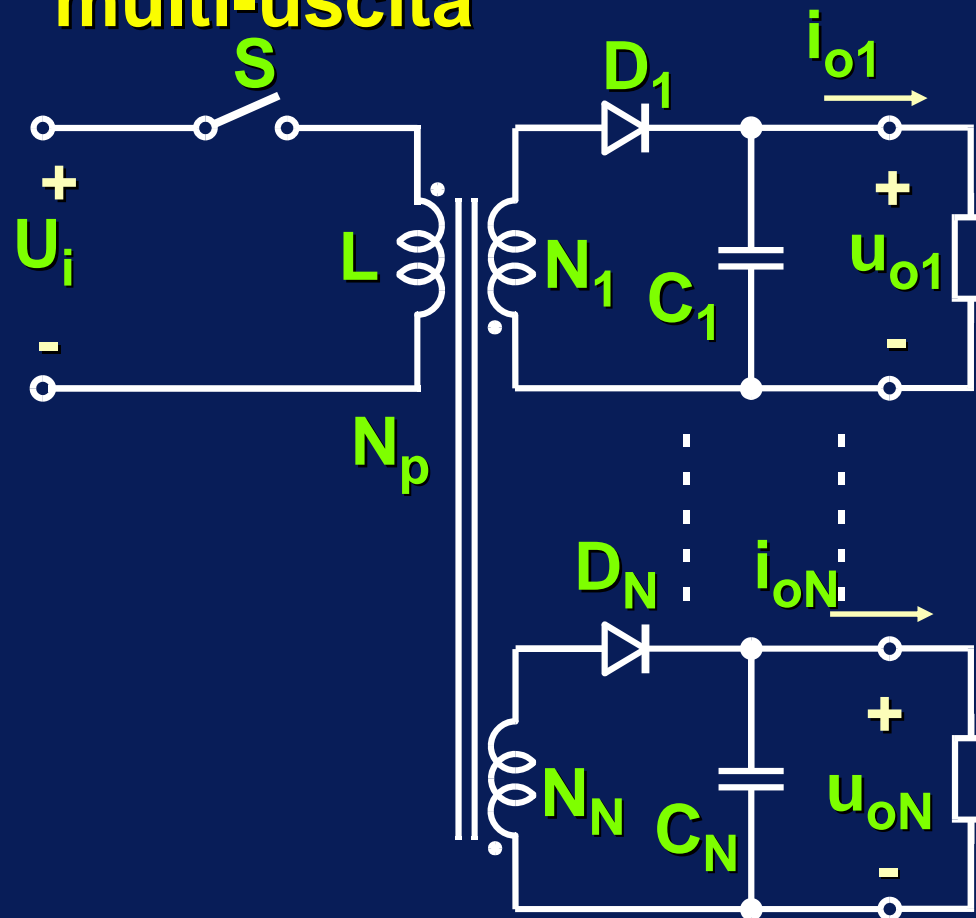 multi-uscita
S
D1
io1
+
Ui
-
L
Np
N1
C1
+
uo1
-
DN
ioN
NN
CN
+
uoN
-